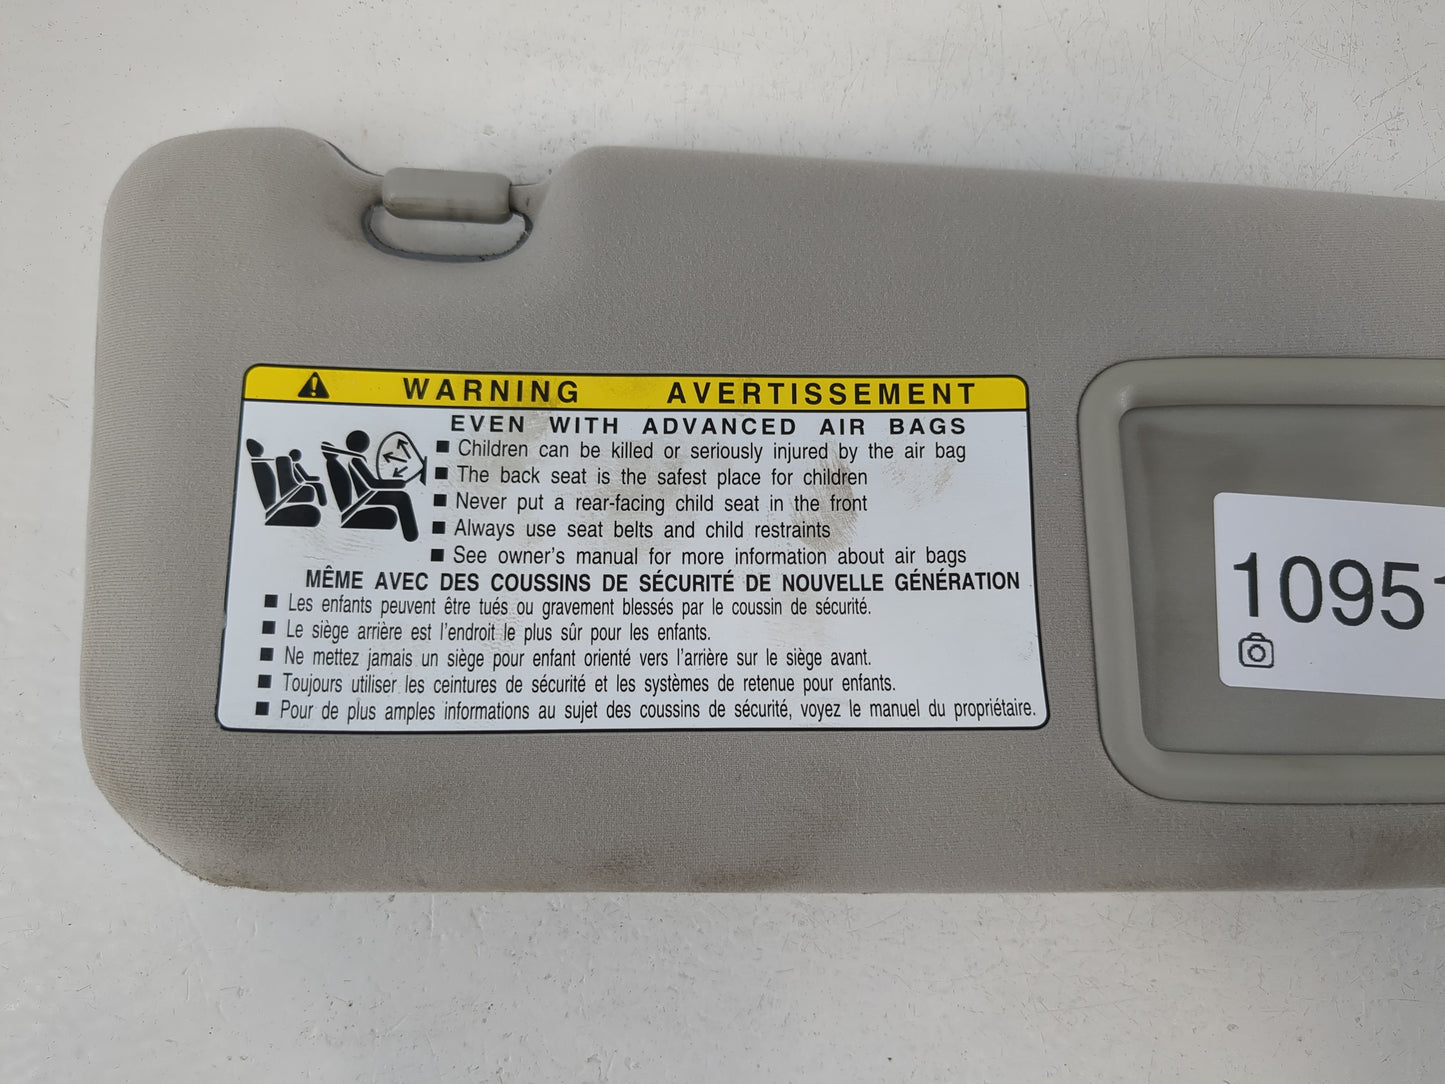 WARNING AVERTISSEMENT
EVEN WITH ADVANCED AIR BAGS
■ Children can be killed or seriously injured by the air bag
■ The back seat is the safest place for children
■ Never put a rear-facing child seat in the front
■ Always use seat belts and child restraints
■ See owner's manual for more information about air bags
MÊME AVEC DES COUSSINS DE SÉCURITÉ DE NOUVELLE GÉNÉRATION
■ Les enfants peuvent être tués ou gravement blessés par le coussin de sécurité.
■ Le siège arrière est l'endroit le plus sûr pour les enfants.
■ Ne mettez jamais un siège pour enfant orienté vers l'arrière sur le siège avant.
■ Toujours utiliser les ceintures de sécurité et les systèmes de retenue pour enfants.
■ Pour de plus amples informations au sujet des coussins de sécurité, voyez le manuel du propriétaire.
10951